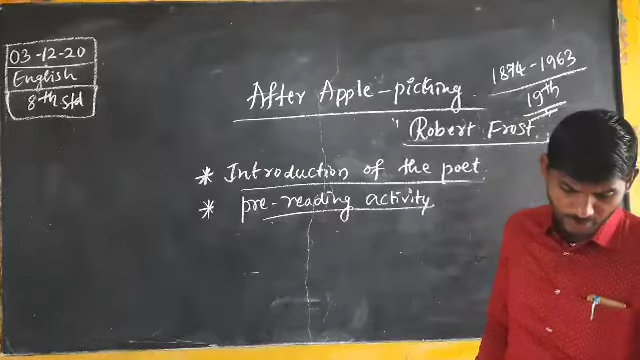 03-12-20
English
8th std
After Apple-picking
1874-1963
19th
Robert Frost.
* Introduction of the poet.
* pre-reading activity